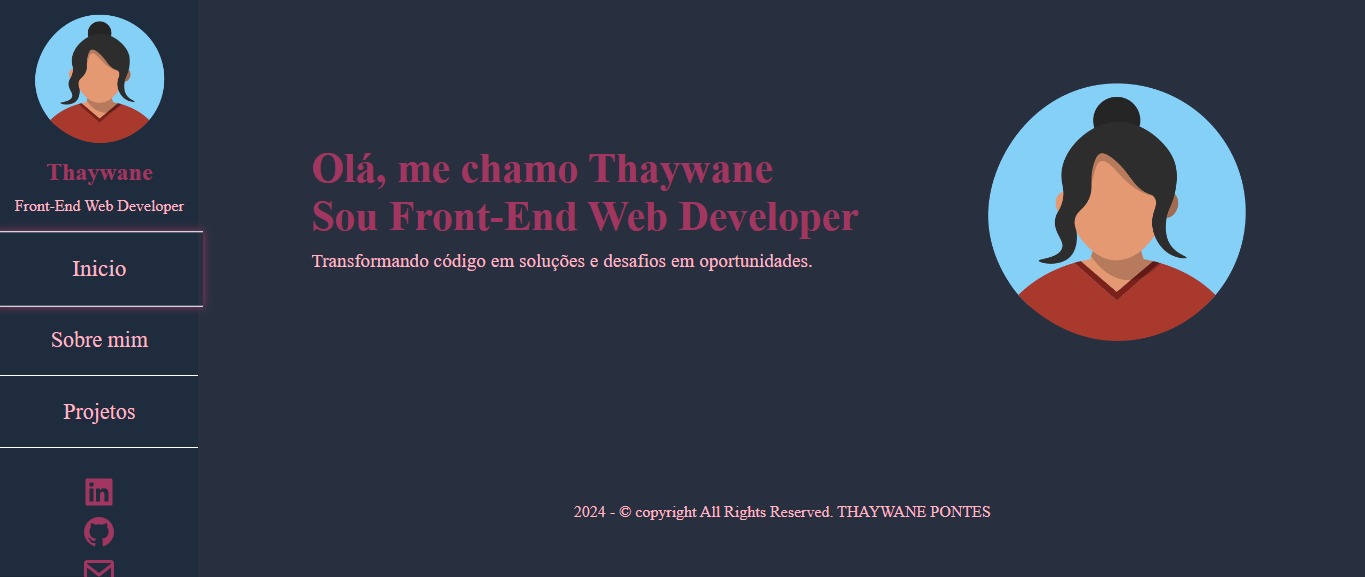 Thaywane
Front-End Web Developer
Inicio
Sobre mim
Projetos
Olá, me chamo Thaywane
Sou Front-End Web Developer
Transformando código em soluções e desafios em oportunidades.
2024 - © copyright All Rights Reserved. THAYWANE PONTES